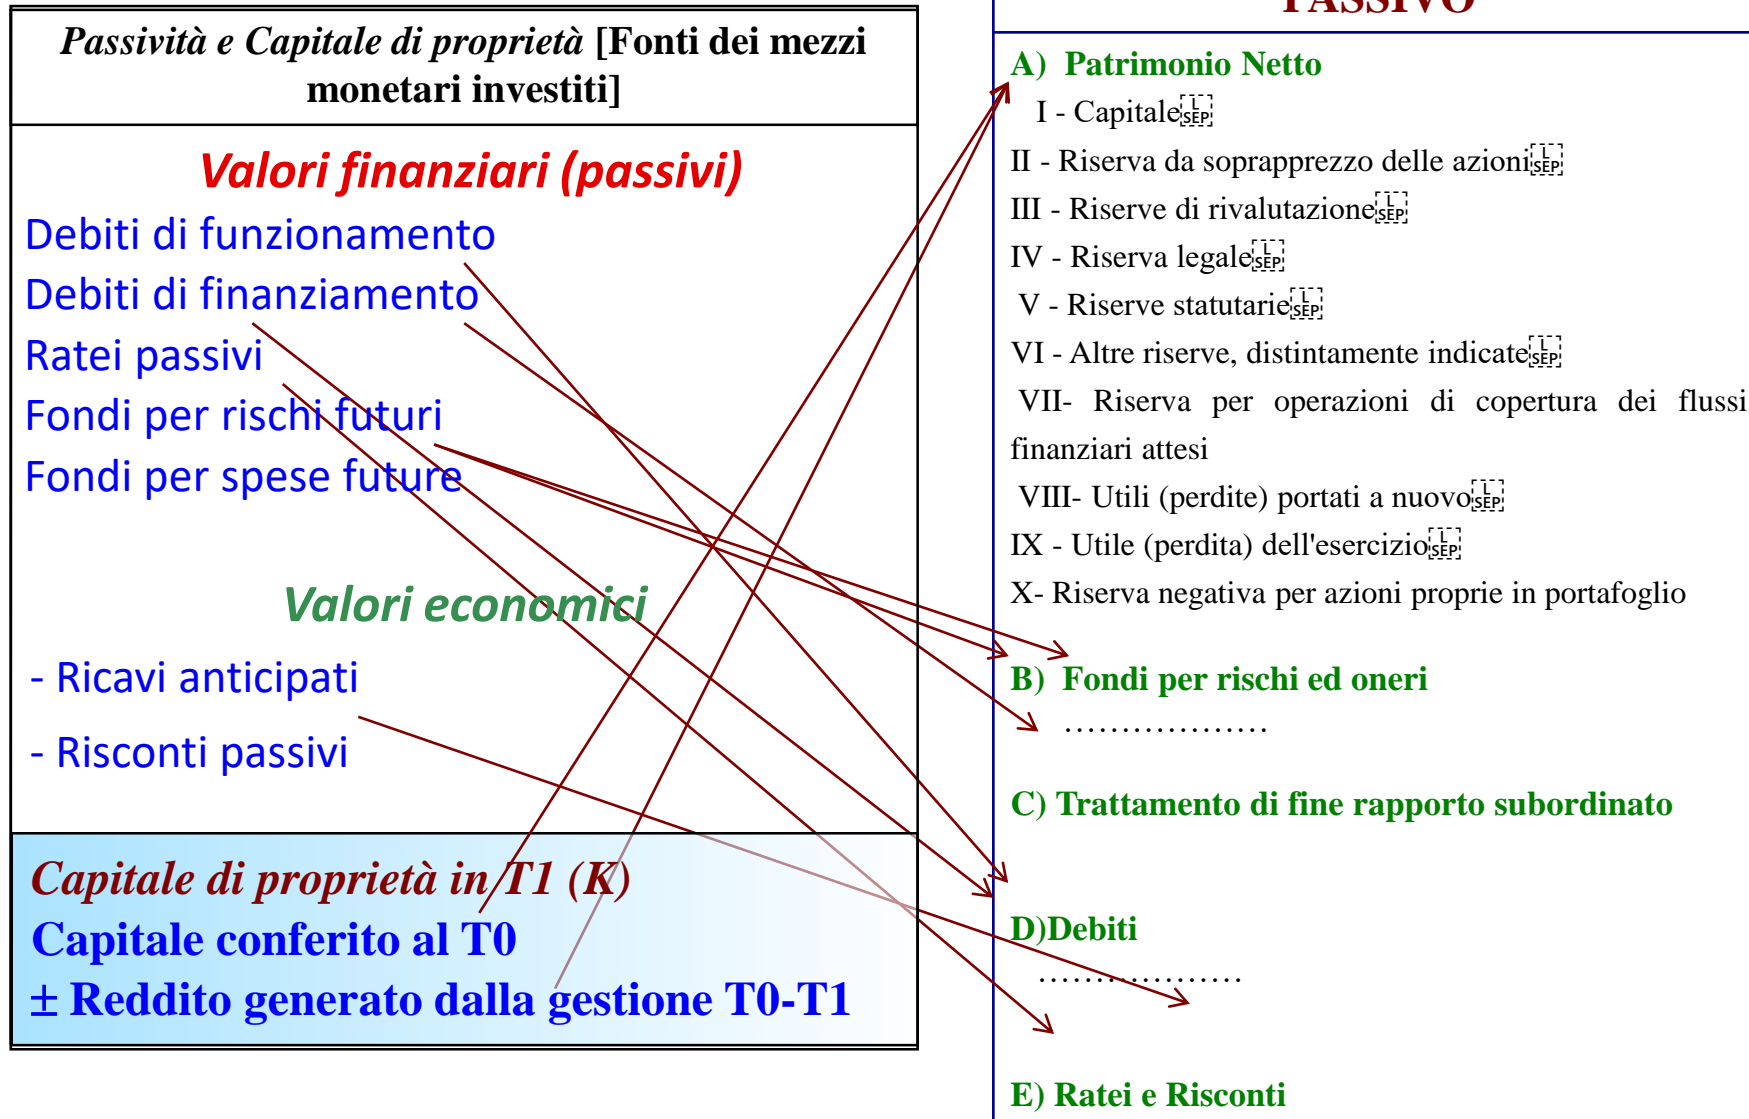 Passività e Capitale di proprietà [Fonti dei mezzi
monetari investiti]
Valori finanziari (passivi)
Debiti di funzionamento
Debiti di finanziamento
Ratei passivi
Fondi per rischi futuri
Fondi per spese future
Valori economici
- Ricavi anticipati
- Risconti passivi
Capitale di proprietà in T1 (K)
Capitale conferito al T0
± Reddito generato dalla gestione T0-T1
PASSIVO
A) Patrimonio Netto
I - Capitale
II - Riserva da soprapprezzo delle azioni
III - Riserve di rivalutazione
IV - Riserva legale
V - Riserve statutarie
VI - Altre riserve, distintamente indicate
VII- Riserva per operazioni di copertura dei flussi
finanziari attesi
VIII- Utili (perdite) portati a nuovo
IX - Utile (perdita) dell'esercizio
X- Riserva negativa per azioni proprie in portafoglio
B) Fondi per rischi ed oneri
………………
C) Trattamento di fine rapporto subordinato
D)Debiti
………………
E) Ratei e Risconti